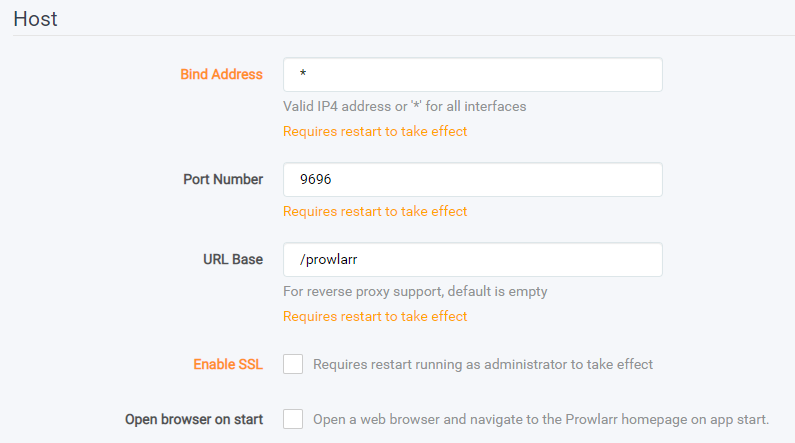 Host
Bind Address
*
Valid IP4 address or '*' for all interfaces
Requires restart to take effect
Port Number
9696
Requires restart to take effect
URL Base
/prowlarr
For reverse proxy support, default is empty
Requires restart to take effect
Enable SSL
Requires restart running as administrator to take effect
Open browser on start
Open a web browser and navigate to the Prowlarr homepage on app start.